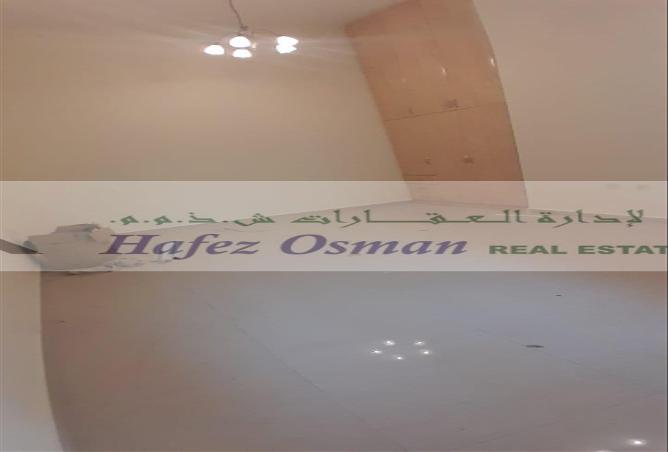 لإدارة العقارات ش.ذ.م.م.
Hafez Osman REAL ESTAT